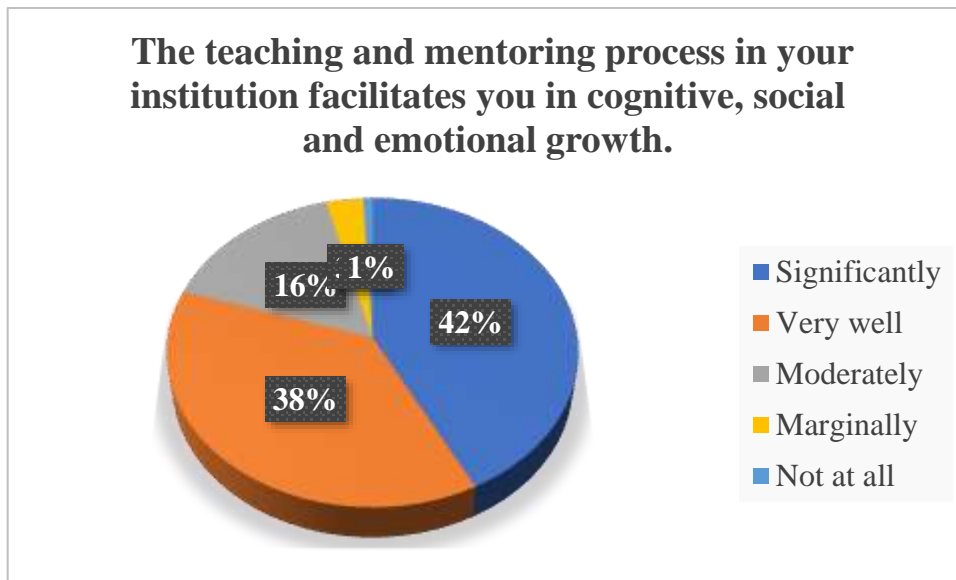 The teaching and mentoring process in your
institution facilitates you in cognitive, social
and emotional growth.
1%
16%
42%
38%
Significantly
Very well
Moderately
Marginally
Not at all